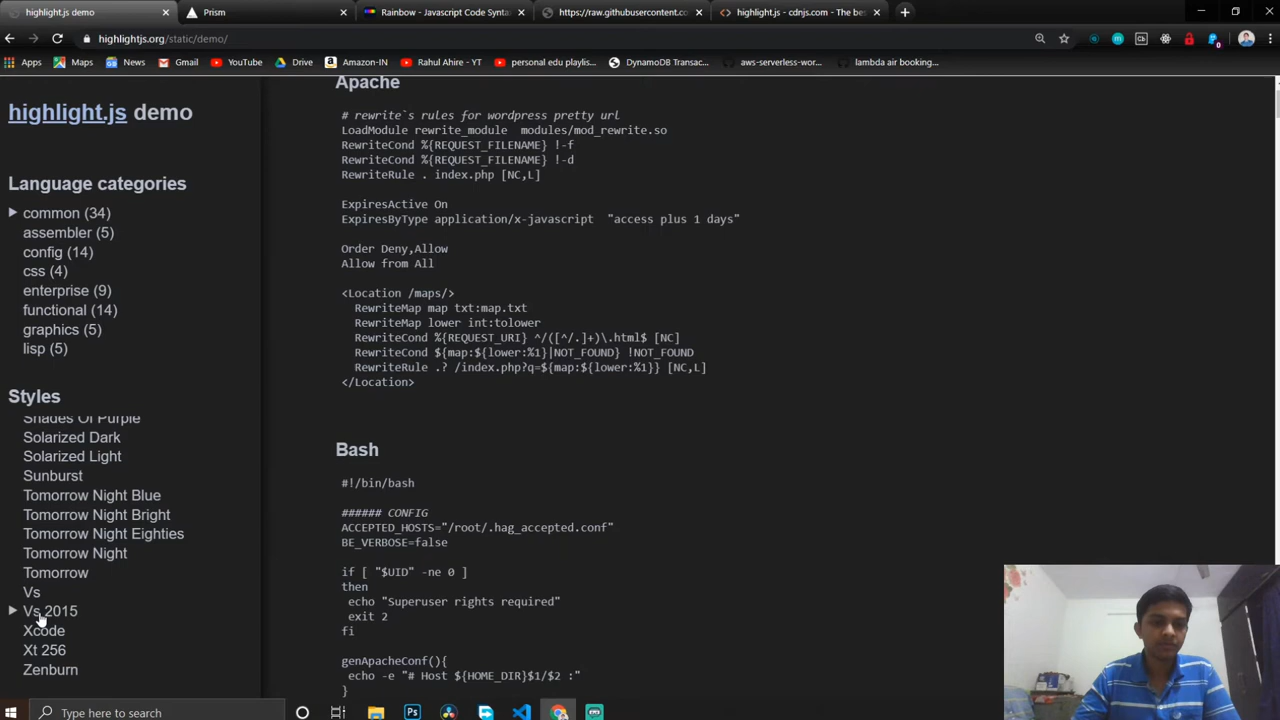 highlight.js demo
Prism
Rainbow - Javascript Code Synta
https://raw.githubusercontent.co
highlight.js - cdnjs.com - The be
highlightjs.org/static/demo/
Apps
Maps
News
Gmail
YouTube
Drive
Amazon-IN
Rahul Ahire - YT
personal edu playlis...
DynamoDB Transac...
aws-serverless-wor...
lambda air booking...
highlight.js demo
Language categories
common (34)
assembler (5)
config (14)
css (4)
enterprise (9)
functional (14)
graphics (5)
lisp (5)
Styles
Shades Of Purple
Solarized Dark
Solarized Light
Sunburst
Tomorrow Night Blue
Tomorrow Night Bright
Tomorrow Night Eighties
Tomorrow Night
Tomorrow
Vs
Vs 2015
Xcode
Xt 256
Zenburn
Apache
# rewrite`s rules for wordpress pretty url
LoadModule rewrite_module  modules/mod_rewrite.so
RewriteCond %{REQUEST_FILENAME} !-f
RewriteCond %{REQUEST_FILENAME} !-d
RewriteRule . index.php [NC,L]
ExpiresActive On
ExpiresByType application/x-javascript  "access plus 1 days"
Order Deny,Allow
Allow from All
<Location /maps/>
  RewriteMap map txt:map.txt
  RewriteMap lower int:tolower
  RewriteCond %{REQUEST_URI} ^/([^/.]+)\.html$ [NC]
  RewriteCond ${map:${lower:%1}|NOT_FOUND} !NOT_FOUND
  RewriteRule .? /index.php?q=${map:${lower:%1}} [NC,L]
</Location>
Bash
#!/bin/bash
###### CONFIG
ACCEPTED_HOSTS="/root/.hag_accepted.conf"
BE_VERBOSE=false
if [ "$UID" -ne 0 ]
then
 echo "Superuser rights required"
 exit 2
fi
genApacheConf(){
 echo -e "# Host ${HOME_DIR}$1/$2 :"
}
Type here to search